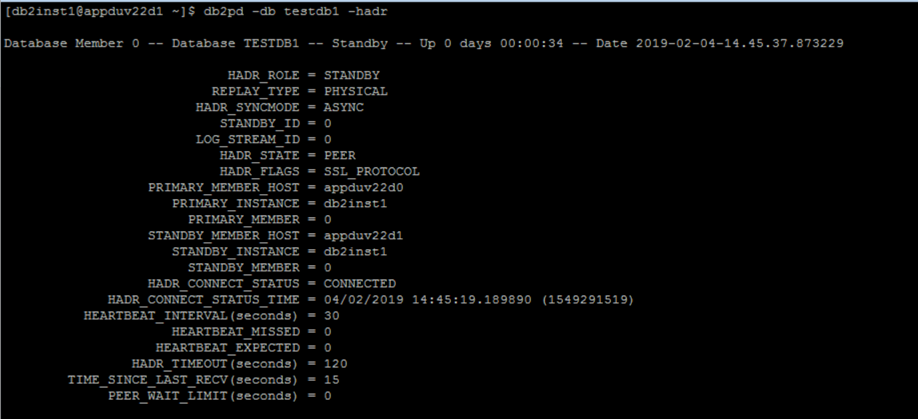 [db2inst1@appduv22d1 ~]$ db2pd -db testdb1 -hadr
Database Member 0 -- Database TESTDB1 -- Standby -- Up 0 days 00:00:34 -- Date 2019-02-04-14.45.37.873229
HADR_ROLE = STANDBY
REPLAY_TYPE = PHYSICAL
HADR_SYNCMODE = ASYNC
STANDBY_ID = 0
LOG_STREAM_ID = 0
HADR_STATE = PEER
HADR_FLAGS = SSL_PROTOCOL
PRIMARY_MEMBER_HOST = appduv22d0
PRIMARY_INSTANCE = db2inst1
PRIMARY_MEMBER = 0
STANDBY_MEMBER_HOST = appduv22d1
STANDBY_INSTANCE = db2inst1
STANDBY_MEMBER = 0
HADR_CONNECT_STATUS = CONNECTED
HADR_CONNECT_STATUS_TIME = 04/02/2019 14:45:19.189890 (1549291519)
HEARTBEAT_INTERVAL(seconds) = 30
HEARTBEAT_MISSED = 0
HEARTBEAT_EXPECTED = 0
HADR_TIMEOUT(seconds) = 120
TIME_SINCE_LAST_RECV(seconds) = 15
PEER_WAIT_LIMIT(seconds) = 0